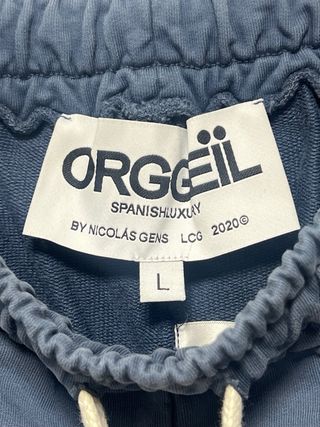 ORGGEÏL
SPANISHLUXURY
BY NICOLÁS GENS LCG 2020©
L